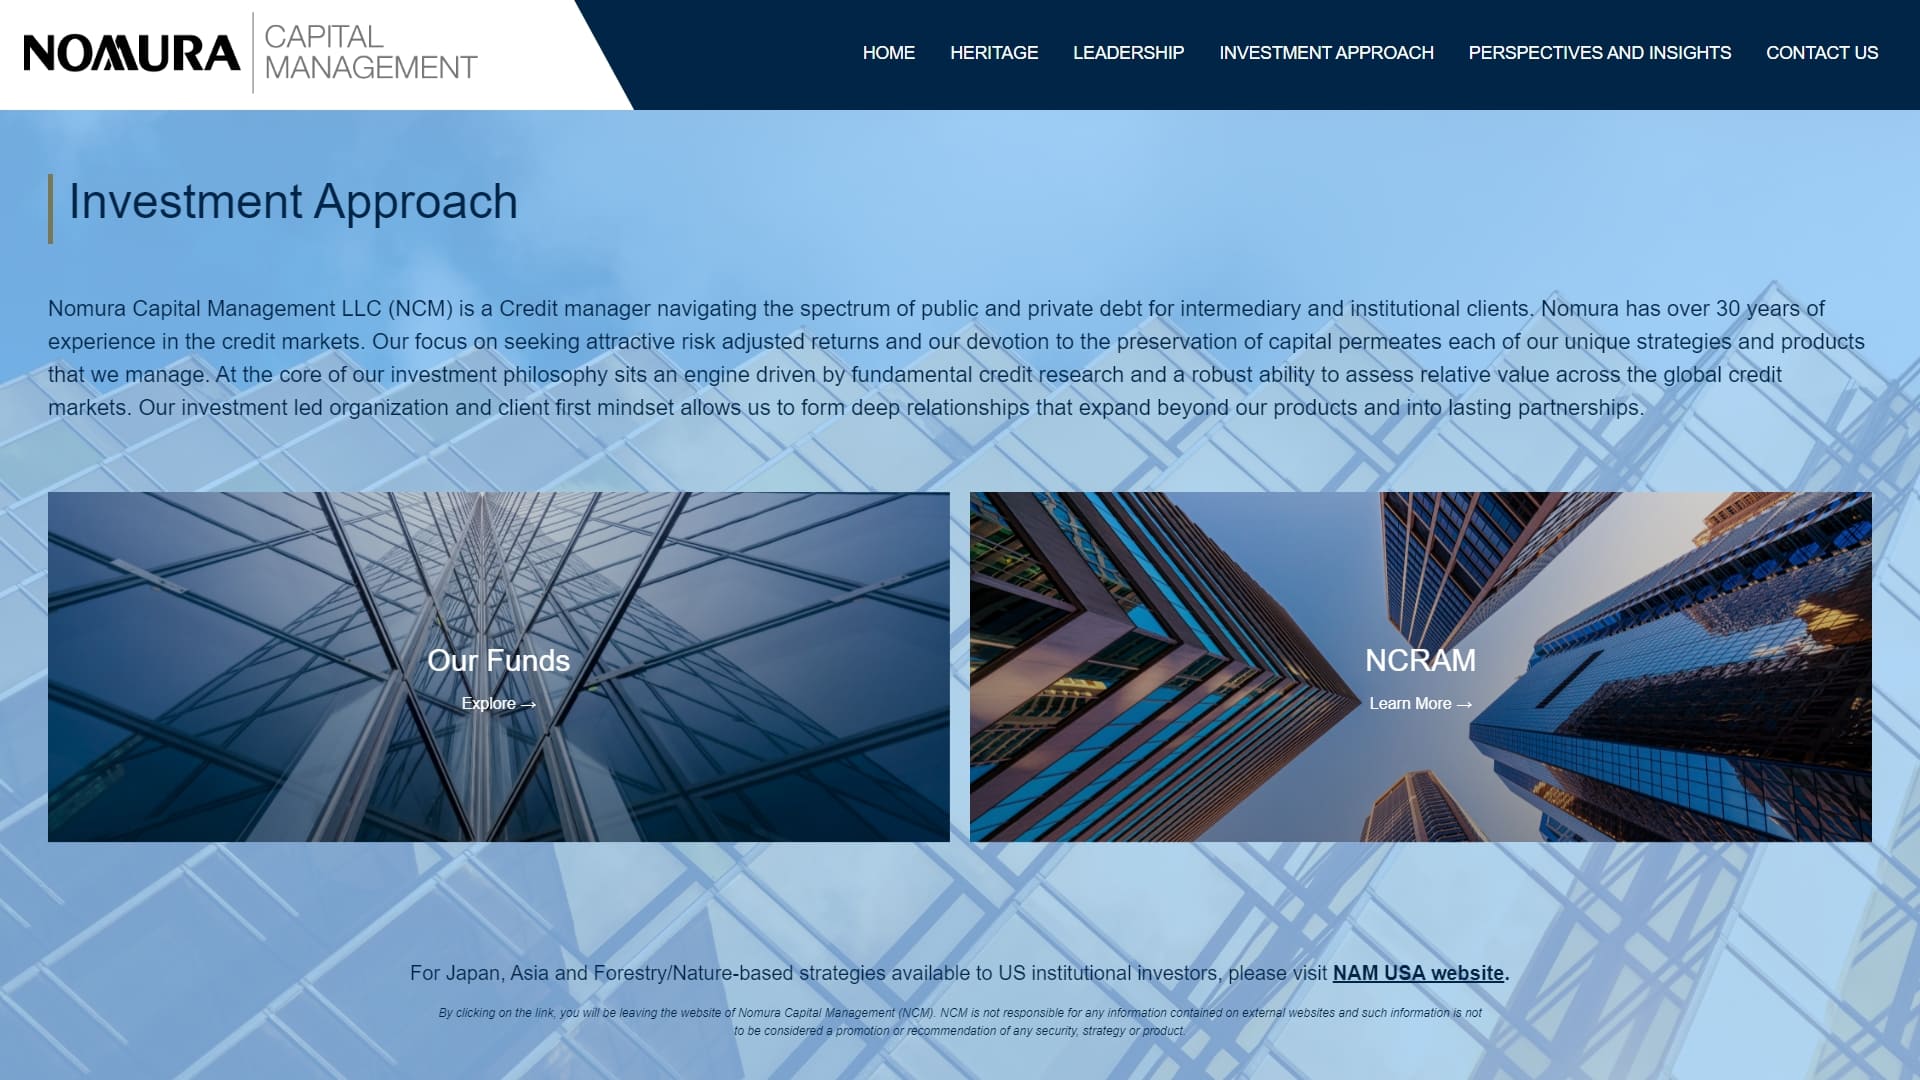 NOMURA
CAPITAL
MANAGEMENT
HOME HERITAGE LEADERSHIP INVESTMENT APPROACH PERSPECTIVES AND INSIGHTS CONTACT US
Investment Approach
Nomura Capital Management LLC (NCM) is a Credit manager navigating the spectrum of public and private debt for intermediary and institutional clients. Nomura has over 30 years of
experience in the credit markets. Our focus on seeking attractive risk adjusted returns and our devotion to the preservation of capital permeates each of our unique strategies and products
that we manage. At the core of our investment philosophy sits an engine driven by fundamental credit research and a robust ability to assess relative value across the global credit
markets. Our investment led organization and client first mindset allows us to form deep relationships that expand beyond our products and into lasting partnerships.
Our Funds
Explore →
NCRAM
Learn More →
For Japan, Asia and Forestry/Nature-based strategies available to US institutional investors, please visit NAM USA website.
By clicking on the link, you will be leaving the website of Nomura Capital Management (NCM). NCM is not responsible for any information contained on external websites and such information is not
to be considered a promotion or recommendation of any security, strategy or product.